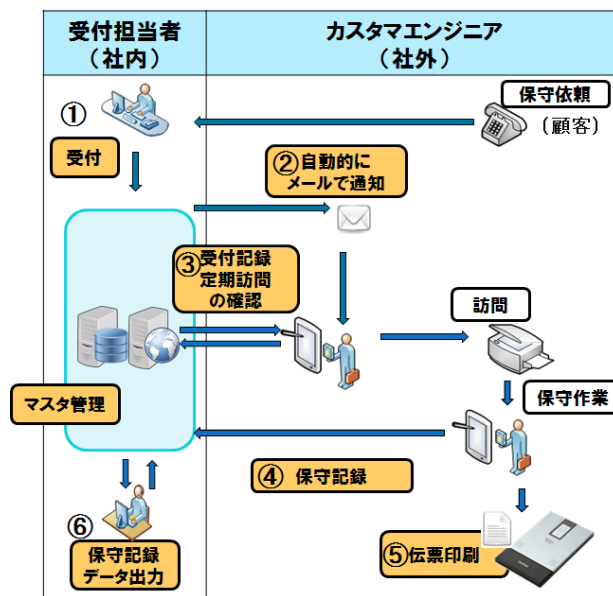 受付担当者
（社内）
カスタマエンジニア
（社外）
①
保守依頼
（顧客）
受付
②自動的に
メールで通知
③受付記録
定期訪問
の確認
訪問
マスタ管理
保守作業
④ 保守記録
⑥
保守記録
データ出力
⑤伝票印刷